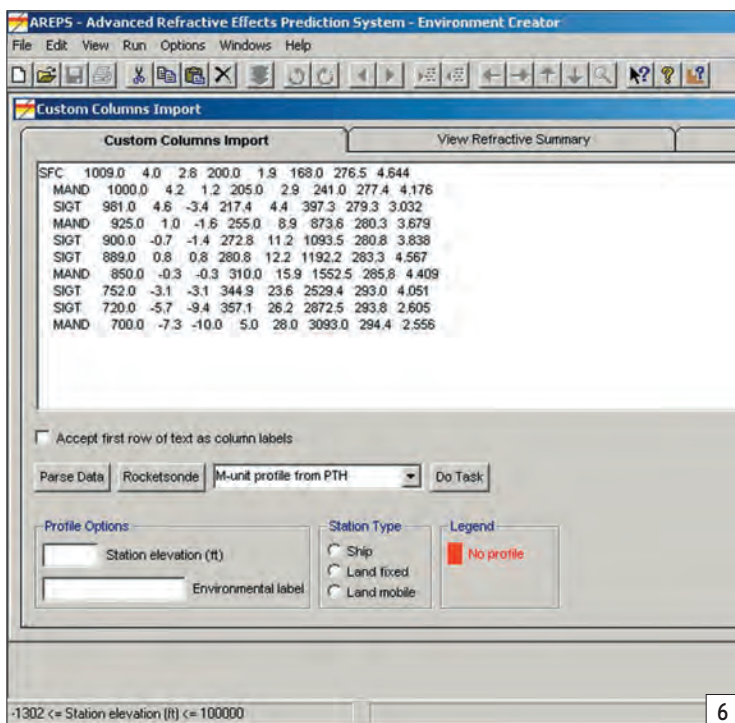 AREPS - Advanced Refractive Effects Prediction System - Environment Creator
File Edit View Run Options Windows Help
Custom Columns Import
Custom Columns Import View Refractive Summary
SFC 1009.0 4.0 2.8 200.0 1.9 168.0 276.5 4.644
MAND 1000.0 4.2 1.2 205.0 2.9 241.0 277.4 4.176
SIGT 981.0 4.6 -3.4 217.4 4.4 397.3 279.3 3.032
MAND 925.0 1.0 -1.6 255.0 8.9 873.6 280.3 3.679
SIGT 900.0 -0.7 -1.4 272.8 11.2 1093.5 280.8 3.838
SIGT 889.0 0.8 0.8 280.8 12.2 1192.2 283.3 4.567
MAND 850.0 -0.3 -0.3 310.0 15.9 1552.5 285.8 4.409
SIGT 752.0 -3.1 -3.1 344.9 23.6 2529.4 293.0 4.051
SIGT 720.0 -5.7 -9.4 357.1 26.2 2872.5 293.8 2.605
MAND 700.0 -7.3 -10.0 5.0 28.0 3093.0 294.4 2.556
Accept first row of text as column labels
Parse Data Rocketsonde M-unit profile from PTH Do Task
Profile Options Station Type Legend
Station elevation (ft) Ship No profile
Land fixed
Environmental label Land mobile
-1302 <= Station elevation (ft) <= 100000
6